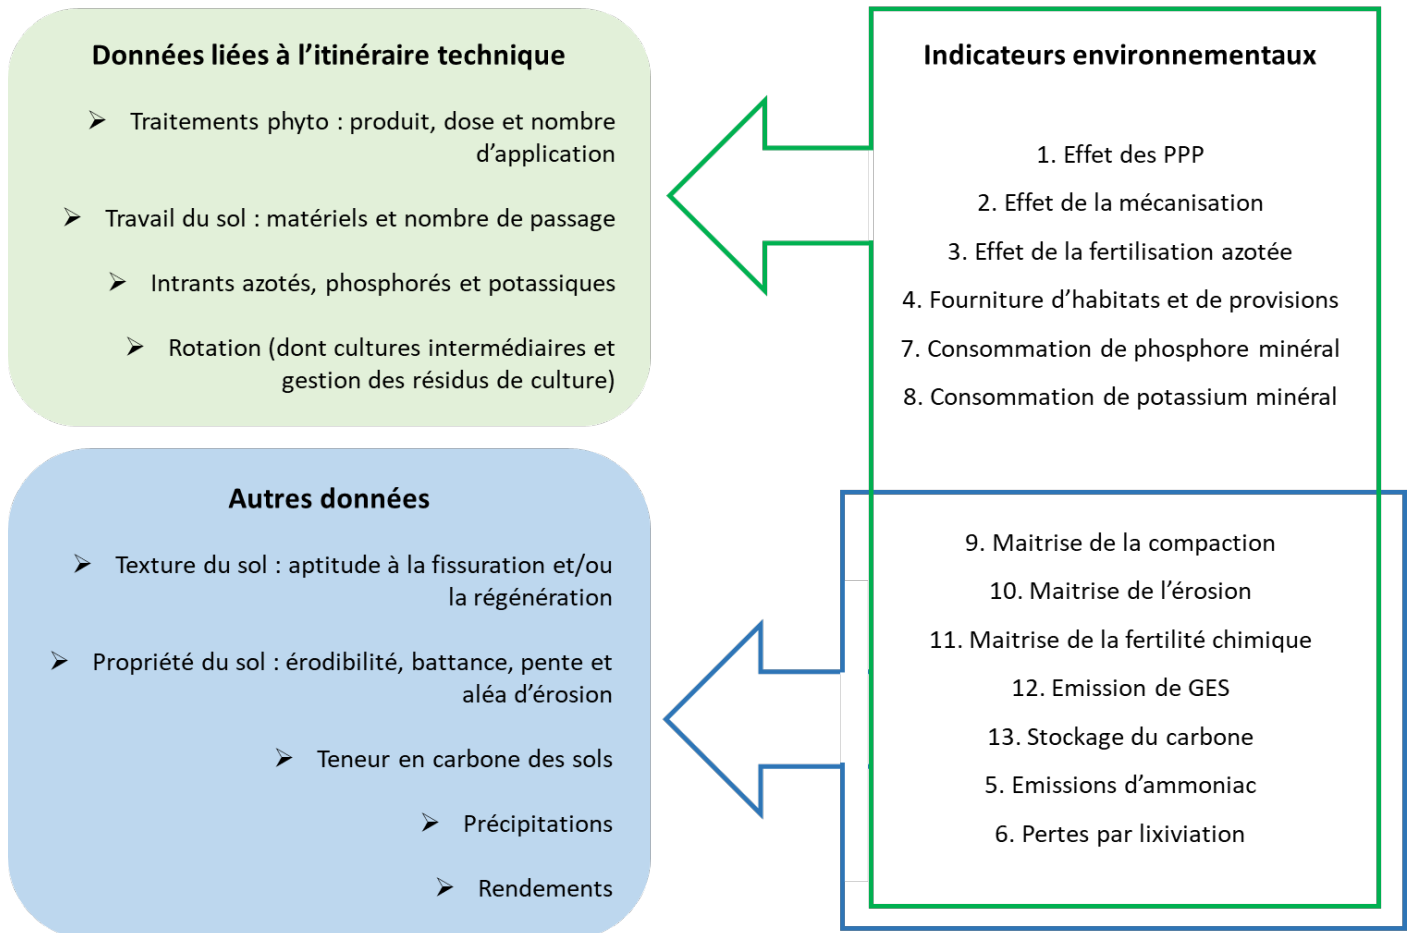 Données liées à l’itinéraire technique
➢ Traitements phyto : produit, dose et nombre
d’application
➢ Travail du sol : matériels et nombre de passage
➢ Intrants azotés, phosphorés et potassiques
➢ Rotation (dont cultures intermédiaires et
gestion des résidus de culture)
Autres données
➢ Texture du sol : aptitude à la fissuration et/ou
la régénération
➢ Propriété du sol : érodibilité, battance, pente et
aléa d’érosion
➢ Teneur en carbone des sols
➢ Précipitations
➢ Rendements
Indicateurs environnementaux
1. Effet des PPP
2. Effet de la mécanisation
3. Effet de la fertilisation azotée
4. Fourniture d’habitats et de provisions
7. Consommation de phosphore minéral
8. Consommation de potassium minéral
9. Maitrise de la compaction
10. Maitrise de l’érosion
11. Maitrise de la fertilité chimique
12. Emission de GES
13. Stockage du carbone
5. Emissions d’ammoniac
6. Pertes par lixiviation